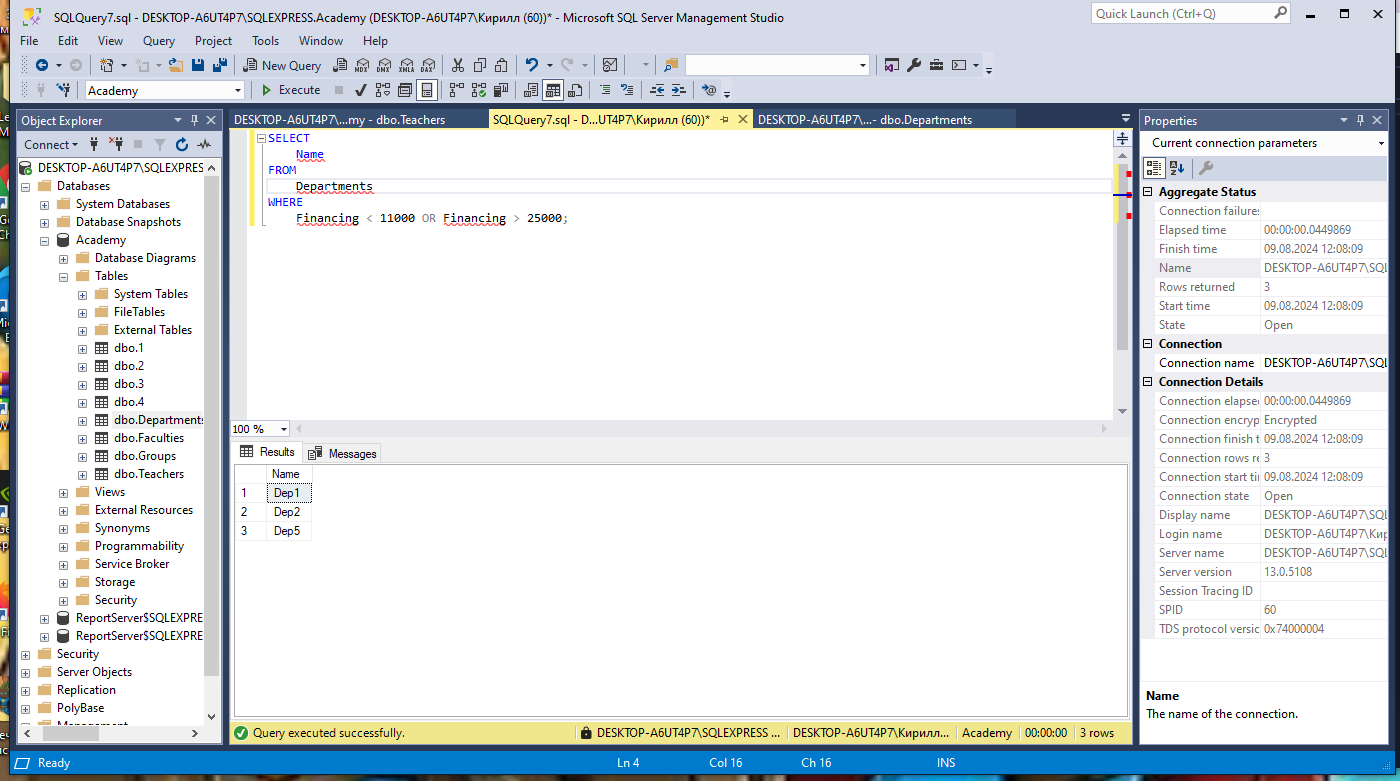 SQLQuery7.sql - DESKTOP-A6UT4P7\SQLEXPRESS.Academy (DESKTOP-A6UT4P7\Кирилл (60))* - Microsoft SQL Server Management Studio
Quick Launch (Ctrl+Q)
File Edit View Query Project Tools Window Help
New Query
MDX DMX XMLA DAX
Academy
Execute
Object Explorer
Connect
DESKTOP-A6UT4P7\SQLEXPRES
Databases
System Databases
Database Snapshots
Academy
Database Diagrams
Tables
System Tables
FileTables
External Tables
dbo.1
dbo.2
dbo.3
dbo.4
dbo.Departments
dbo.Faculties
dbo.Groups
dbo.Teachers
Views
External Resources
Synonyms
Programmability
Service Broker
Storage
Security
ReportServer$SQLEXPRE
ReportServer$SQLEXPRE
Security
Server Objects
Replication
PolyBase
Management
DESKTOP-A6UT4P7\...my - dbo.Teachers
SQLQuery7.sql - D...UT4P7\Кирилл (60))*
DESKTOP-A6UT4P7\...- dbo.Departments
SELECT
Name
FROM
Departments
WHERE
Financing < 11000 OR Financing > 25000;
100 %
Results
Messages
Name
1 Dep1
2 Dep2
3 Dep5
Query executed successfully.
DESKTOP-A6UT4P7\SQLEXPRESS ...
DESKTOP-A6UT4P7\Кирилл...
Academy
00:00:00
3 rows
Properties
Current connection parameters
Aggregate Status
Connection failures
Elapsed time 00:00:00.0449869
Finish time 09.08.2024 12:08:09
Name DESKTOP-A6UT4P7\SQL
Rows returned 3
Start time 09.08.2024 12:08:09
State Open
Connection
Connection name DESKTOP-A6UT4P7\SQL
Connection Details
Connection elapse 00:00:00.0449869
Connection encryp Encrypted
Connection finish t 09.08.2024 12:08:09
Connection rows re 3
Connection start ti 09.08.2024 12:08:09
Connection state Open
Display name DESKTOP-A6UT4P7\SQL
Login name DESKTOP-A6UT4P7\Кир
Server name DESKTOP-A6UT4P7\SQL
Server version 13.0.5108
Session Tracing ID
SPID 60
TDS protocol versic 0x74000004
Name
The name of the connection.
Ready
Ln 4
Col 16
Ch 16
INS